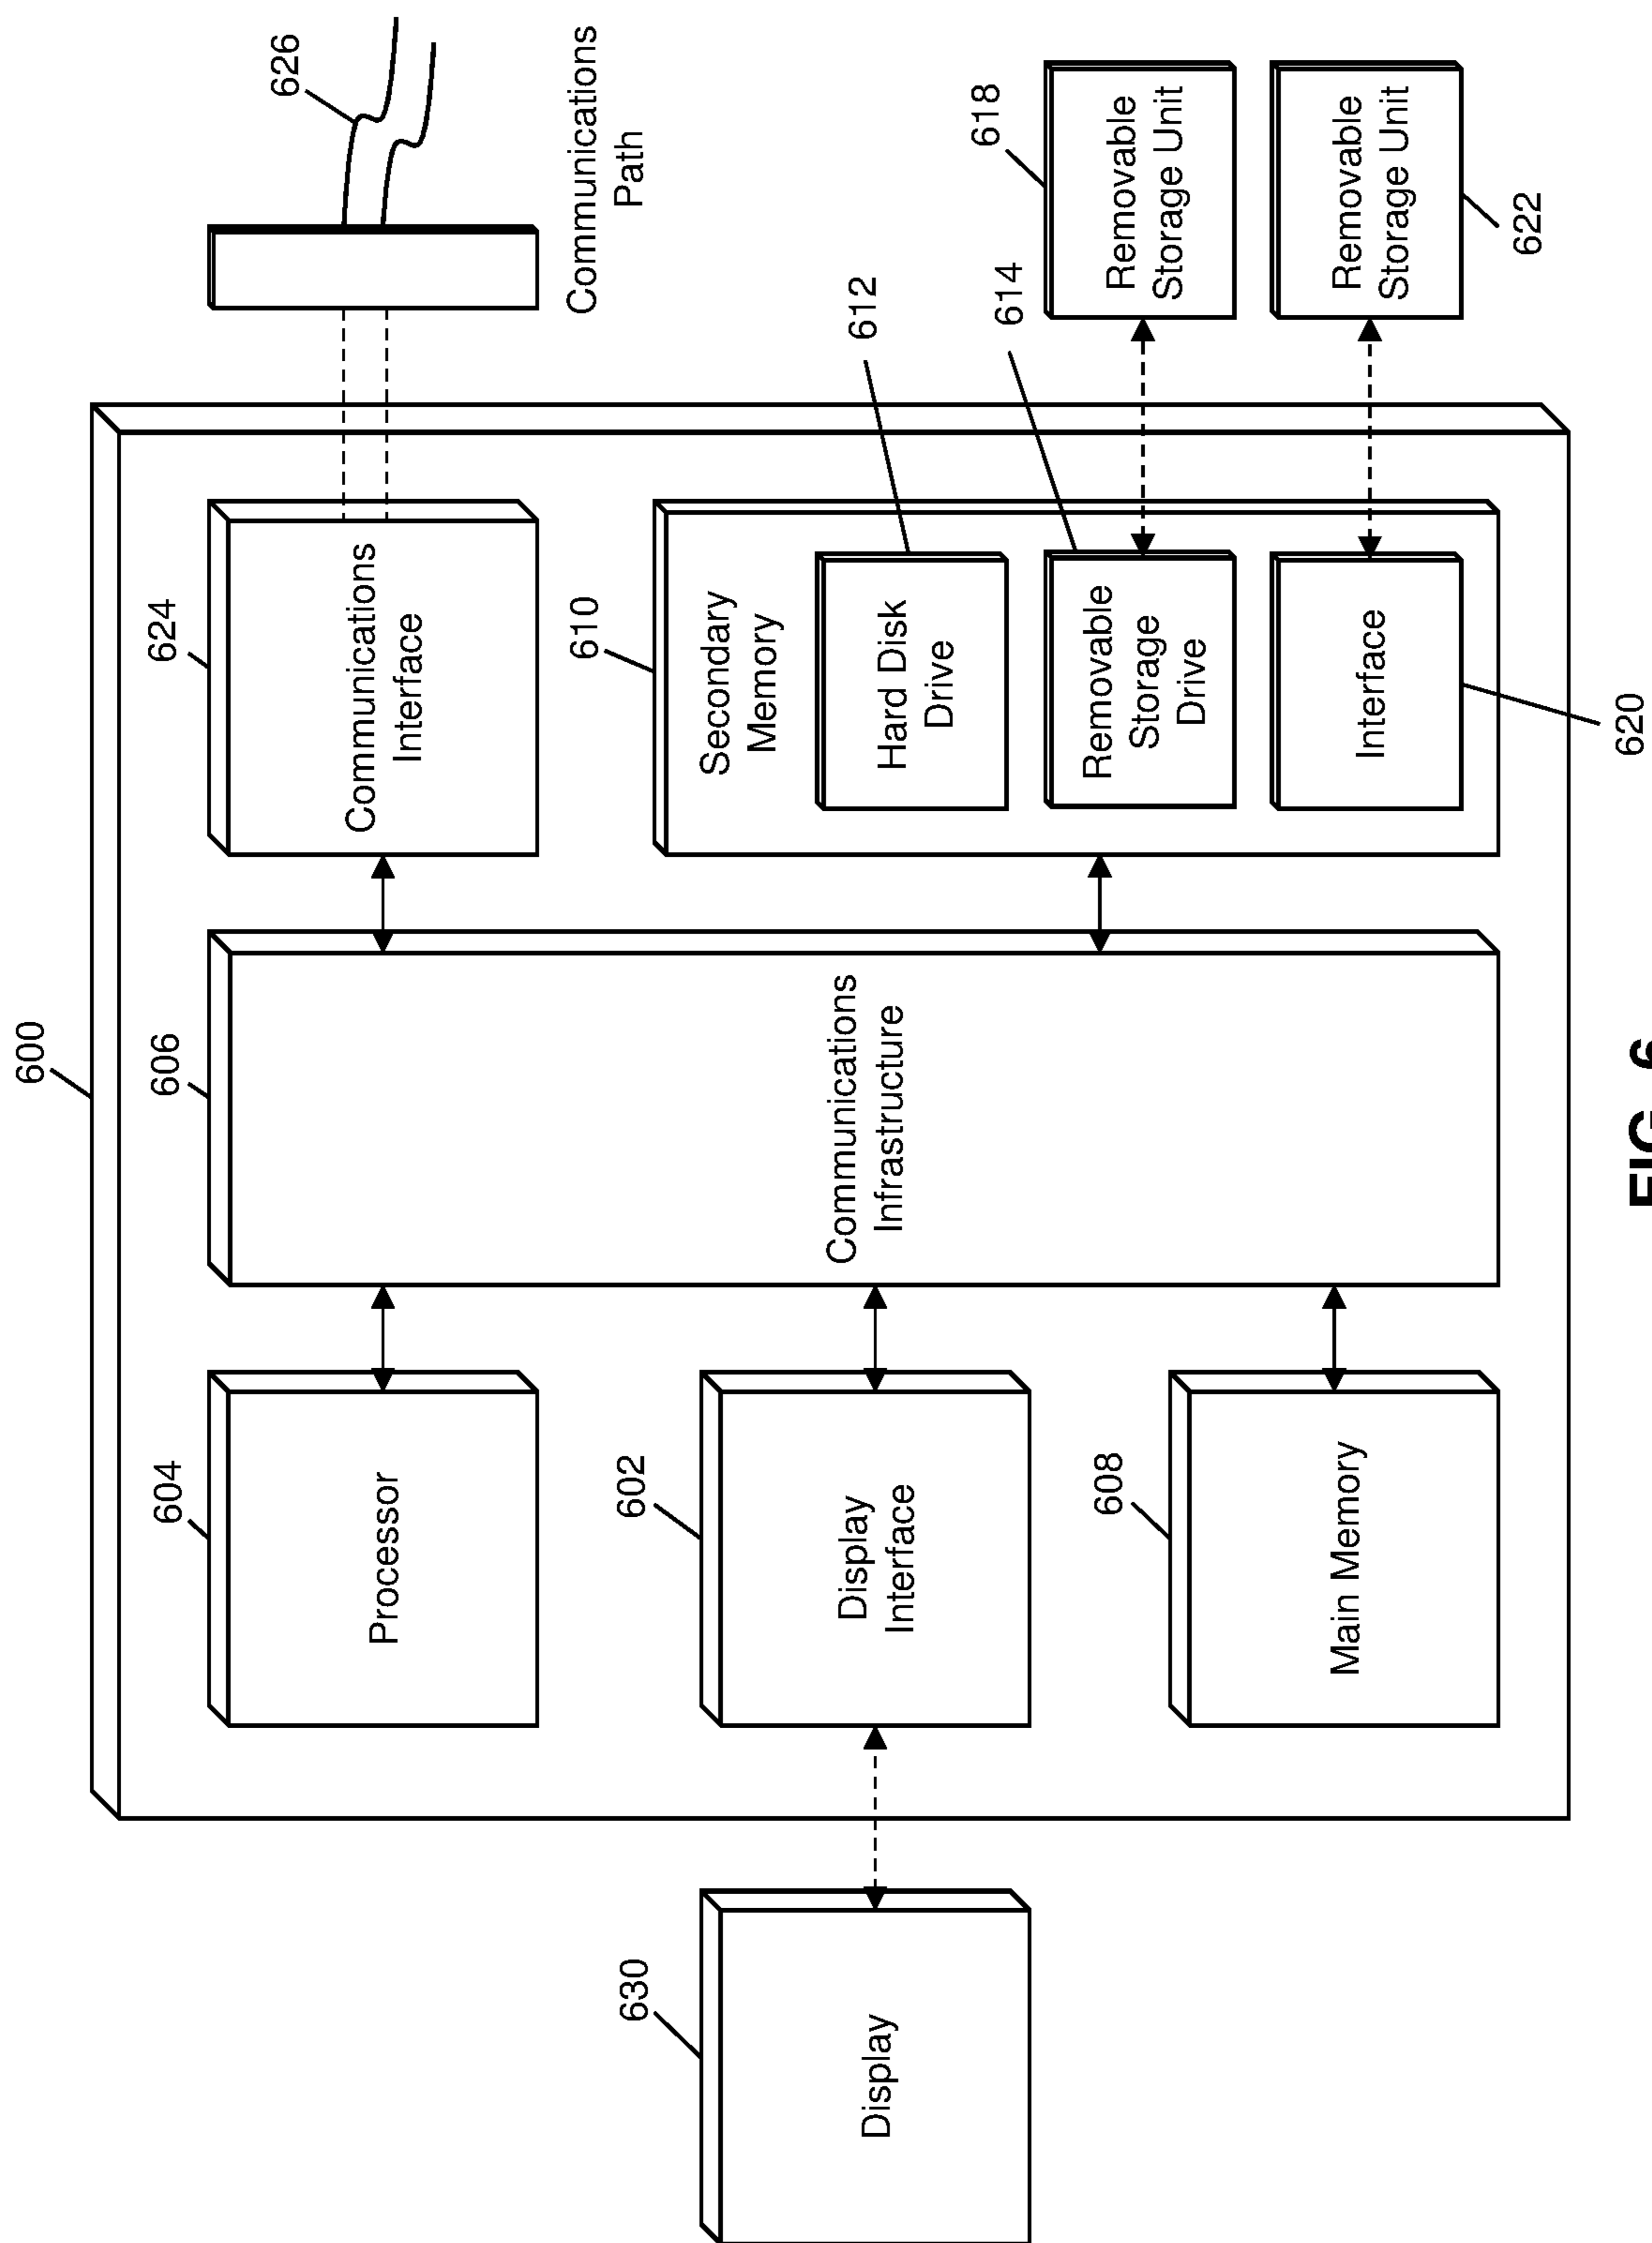 600
604
Processor
606
624
Communications
Interface
626
Communications
Path
630
Display
602
Display
Interface
Communications
Infrastructure
610
Secondary
Memory
612
Hard Disk
Drive
608
Main Memory
614
Removable
Storage
Drive
618
Removable
Storage Unit
Interface
620
Removable
Storage Unit
622
FIG. 6